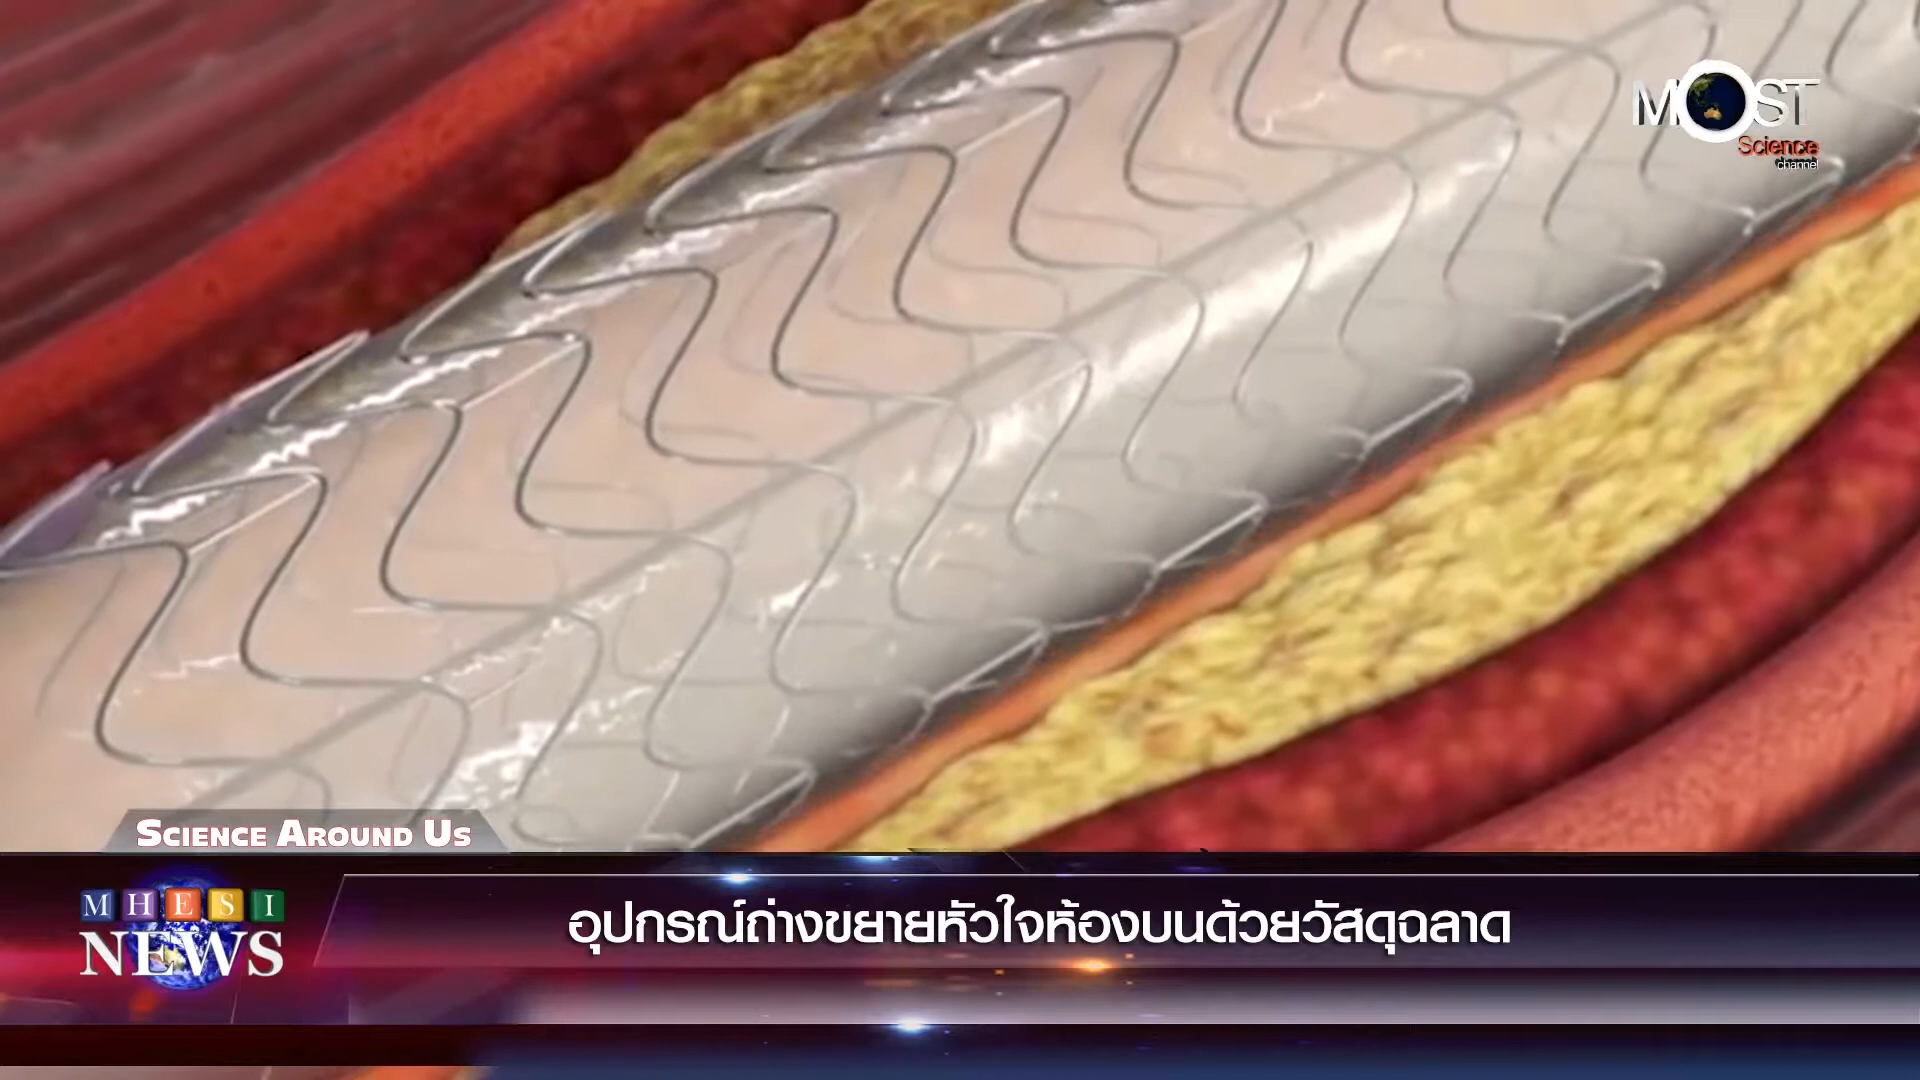 MOST
Science
channel
SCIENCE AROUND US
MHESI
NEWS
อุปกรณ์ถ่างขยายหัวใจห้องบนด้วยวัสดุฉลาด